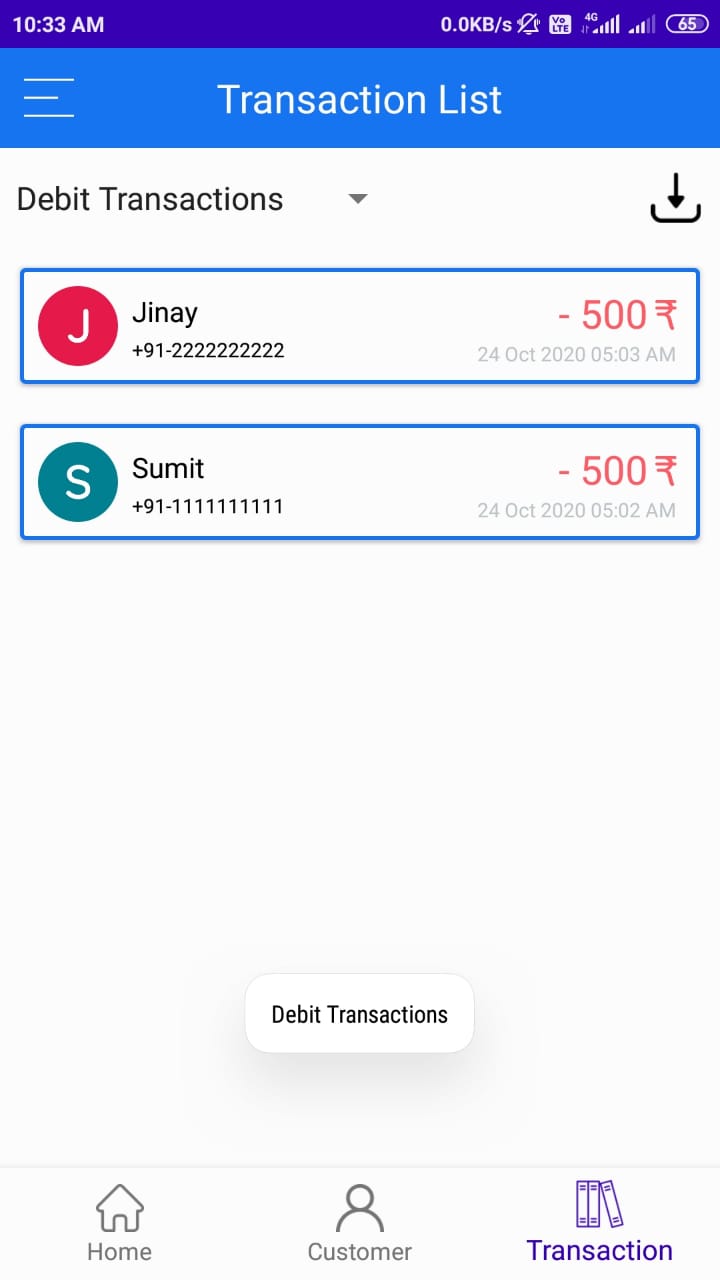 10:33 AM 0.0KB/s Vo LTE 4G 65
Transaction List
Debit Transactions
J Jinay - 500 ₹
+91-2222222222 24 Oct 2020 05:03 AM
S Sumit - 500 ₹
+91-1111111111 24 Oct 2020 05:02 AM
Debit Transactions
Home Customer Transaction